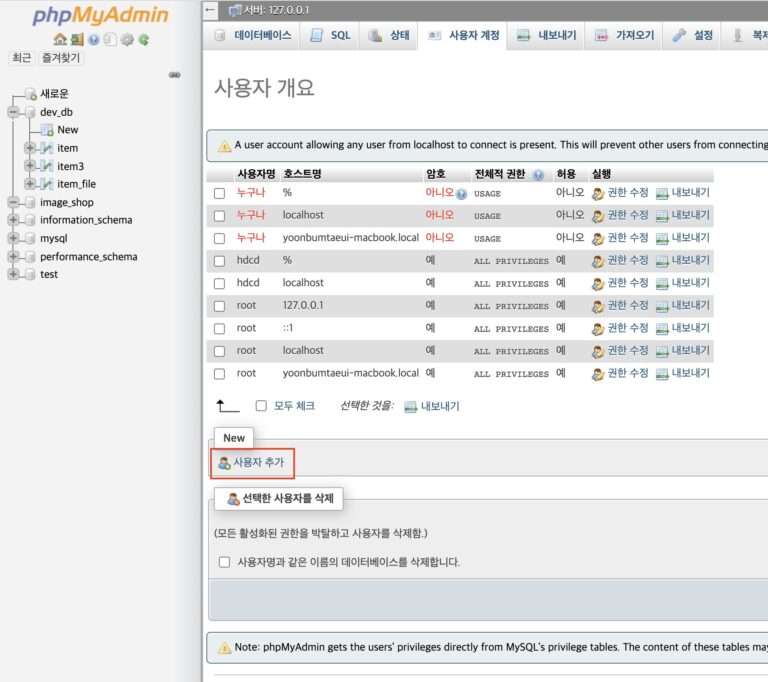 phpMyAdmin
최근 즐겨찾기
새로운
dev_db
New
item
item3
item_file
image_shop
information_schema
mysql
performance_schema
test
서버: 127.0.0.1
데이터베이스 SQL 상태 사용자 계정 내보내기 가져오기 설정
사용자 개요
A user account allowing any user from localhost to connect is present. This will prevent other users from connecting
사용자명 호스트명 암호 전체적 권한 허용 실행
누구나 % 아니오 USAGE 아니오 권한 수정 내보내기
누구나 localhost 아니오 USAGE 아니오 권한 수정 내보내기
누구나 yoonbumtaeui-macbook.local 아니오 USAGE 아니오 권한 수정 내보내기
hdcd % 예 ALL PRIVILEGES 예 권한 수정 내보내기
hdcd localhost 예 ALL PRIVILEGES 예 권한 수정 내보내기
root 127.0.0.1 예 ALL PRIVILEGES 예 권한 수정 내보내기
root ::1 예 ALL PRIVILEGES 예 권한 수정 내보내기
root localhost 예 ALL PRIVILEGES 예 권한 수정 내보내기
root yoonbumtaeui-macbook.local 예 ALL PRIVILEGES 예 권한 수정 내보내기
모두 체크 선택한 것을: 내보내기
New
사용자 추가
선택한 사용자를 삭제
(모든 활성화된 권한을 박탈하고 사용자를 삭제함.)
사용자명과 같은 이름의 데이터베이스를 삭제합니다.
Note: phpMyAdmin gets the users' privileges directly from MySQL's privilege tables. The content of these tables may